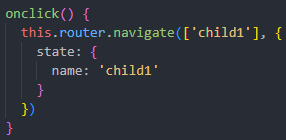 onclick() {
  this.router.navigate(['child1'], {
    state: {
      name: 'child1'
    }
  })
}